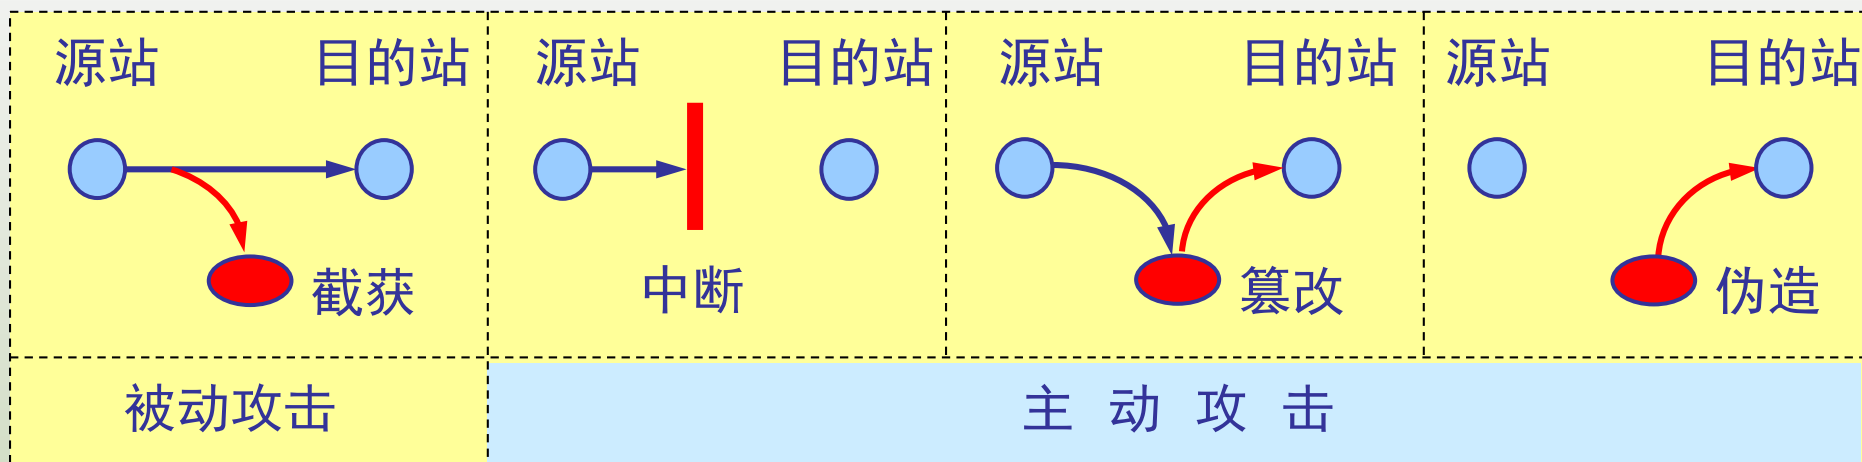 源站 目的站 源站 目的站 源站 目的站 源站 目的站
截获 中断 篡改 伪造
被动攻击 主 动 攻 击